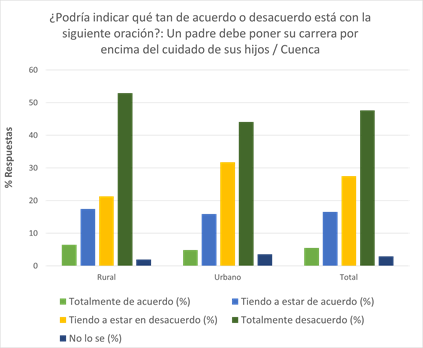 ¿Podría indicar qué tan de acuerdo o desacuerdo está con la
siguiente oración?: Un padre debe poner su carrera por
encima del cuidado de sus hijos / Cuenca
% Respuestas
60
50
40
30
20
10
0
Rural Urbano Total
Totalmente de acuerdo (%) Tiendo a estar de acuerdo (%)
Tiendo a estar en desacuerdo (%) Totalmente desacuerdo (%)
No lo se (%)